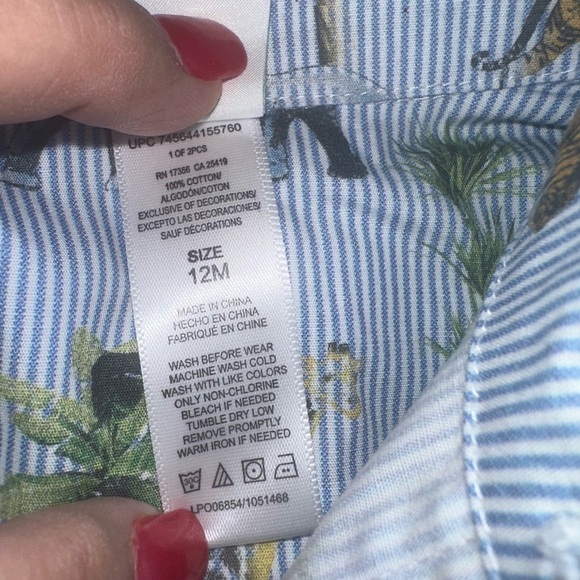 UPC 745644155760
1 OF 2PCS
RN 17356 CA 25419
100% COTTON/
ALGODÓN/COTON
EXCLUSIVE OF DECORATIONS/
EXCEPTO LAS DECORACIONES/
SAUF DÉCORATIONS
SIZE
12M
MADE IN CHINA
HECHO EN CHINA
FABRIQUÉ EN CHINE
WASH BEFORE WEAR
MACHINE WASH COLD
WASH WITH LIKE COLORS
ONLY NON-CHLORINE
BLEACH IF NEEDED
TUMBLE DRY LOW
REMOVE PROMPTLY
WARM IRON IF NEEDED
30C
LPO06854/1051468